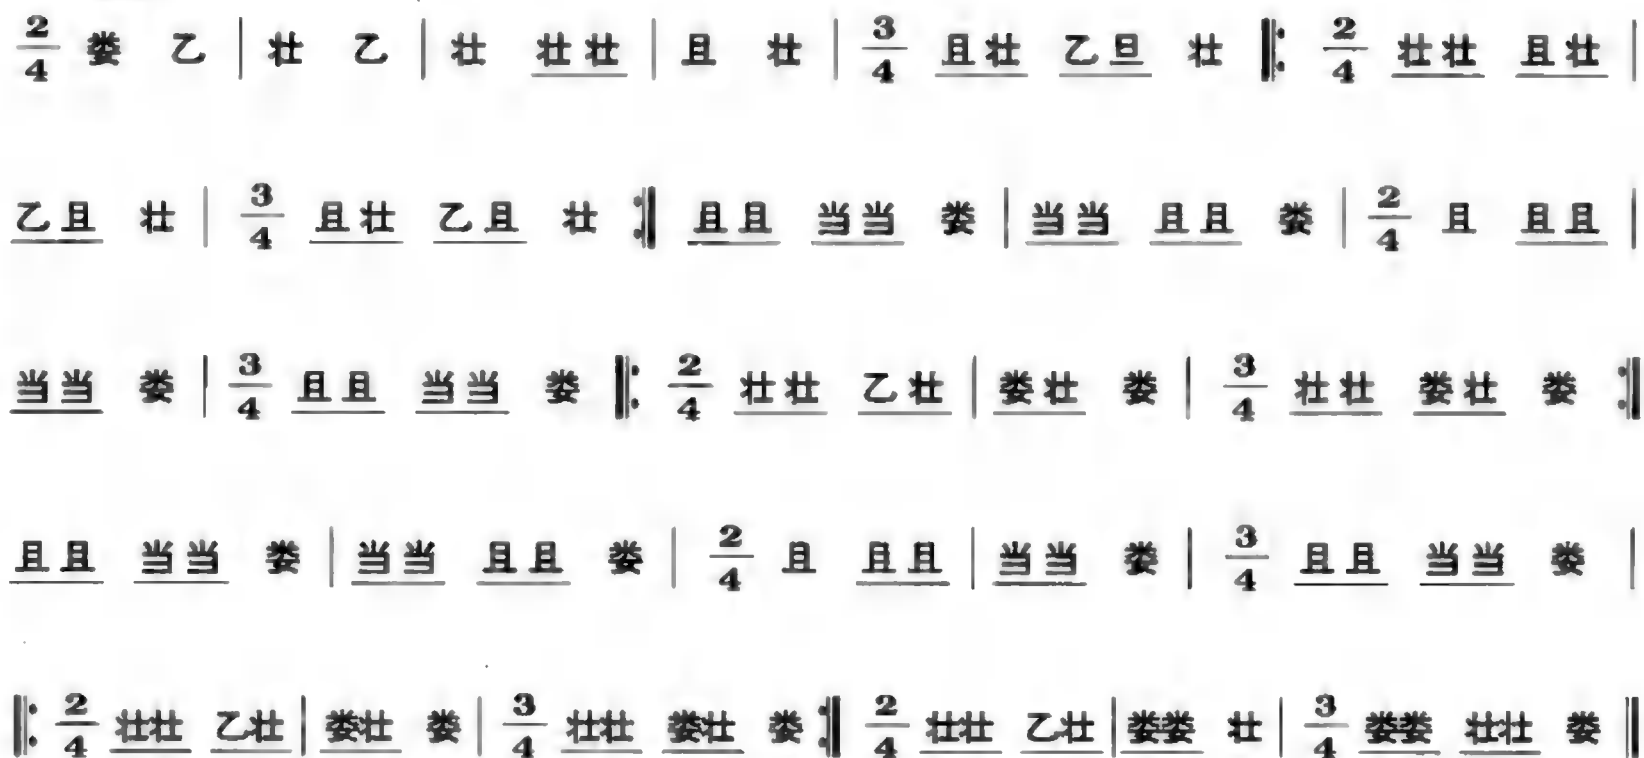 2/4 娄 乙 | 壮 乙 | 壮 壮壮 | 且 壮 | 3/4 且壮 乙旦 壮 ‖: 2/4 壮壮 且壮 |
乙且 壮 | 3/4 且壮 乙且 壮 :‖ 且且 当当 娄 | 当当 且且 娄 | 2/4 且 且且 |
当当 娄 | 3/4 且且 当当 娄 ‖: 2/4 壮壮 乙壮 | 娄壮 娄 | 3/4 壮壮 娄壮 娄 :‖
且且 当当 娄 | 当当 且且 娄 | 2/4 且 且且 | 当当 娄 | 3/4 且且 当当 娄 |
‖: 2/4 壮壮 乙壮 | 娄壮 娄 | 3/4 壮壮 娄壮 娄 :‖ 2/4 壮壮 乙壮 | 娄娄 壮 | 3/4 娄娄 壮壮 娄 ‖